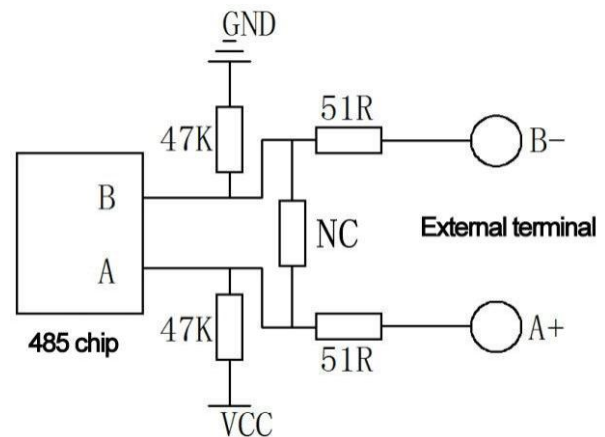 GND
51R
47K
B-
B
NC
External terminal
A
A+
47K
485 chip
51R
VCC